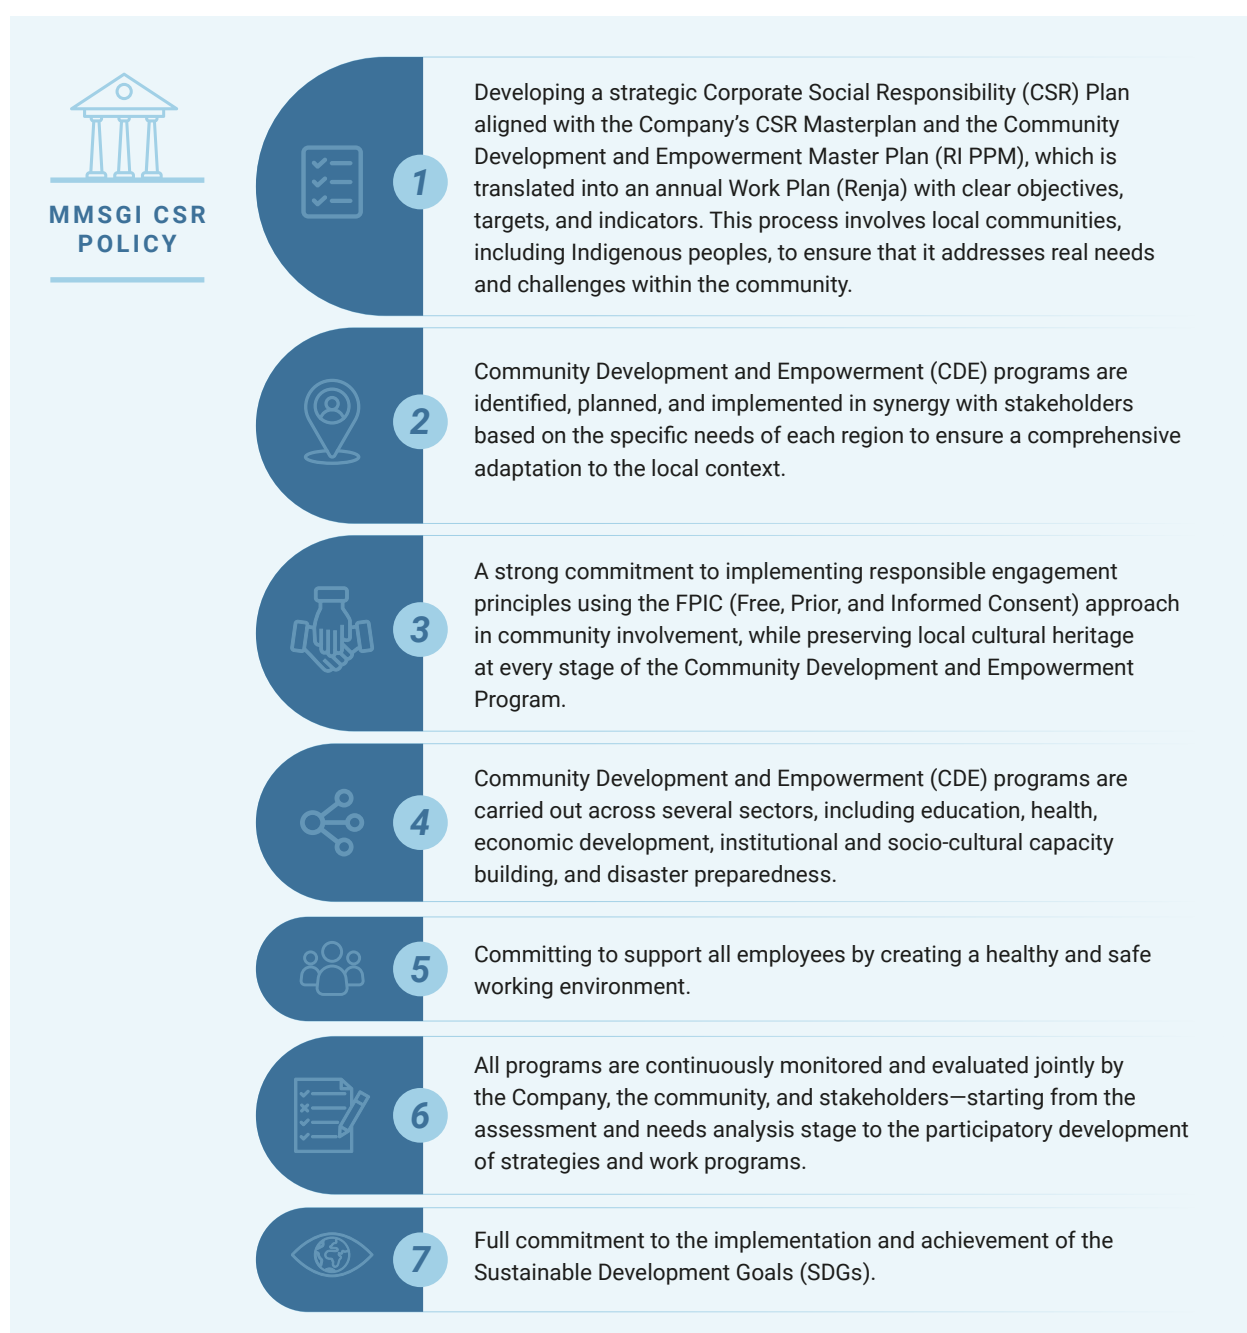 MMSGI CSR
POLICY
1
Developing a strategic Corporate Social Responsibility (CSR) Plan
aligned with the Company’s CSR Masterplan and the Community
Development and Empowerment Master Plan (RI PPM), which is
translated into an annual Work Plan (Renja) with clear objectives,
targets, and indicators. This process involves local communities,
including Indigenous peoples, to ensure that it addresses real needs
and challenges within the community.
2
Community Development and Empowerment (CDE) programs are
identified, planned, and implemented in synergy with stakeholders
based on the specific needs of each region to ensure a comprehensive
adaptation to the local context.
3
A strong commitment to implementing responsible engagement
principles using the FPIC (Free, Prior, and Informed Consent) approach
in community involvement, while preserving local cultural heritage
at every stage of the Community Development and Empowerment
Program.
4
Community Development and Empowerment (CDE) programs are
carried out across several sectors, including education, health,
economic development, institutional and socio-cultural capacity
building, and disaster preparedness.
5
Committing to support all employees by creating a healthy and safe
working environment.
6
All programs are continuously monitored and evaluated jointly by
the Company, the community, and stakeholders—starting from the
assessment and needs analysis stage to the participatory development
of strategies and work programs.
7
Full commitment to the implementation and achievement of the
Sustainable Development Goals (SDGs).